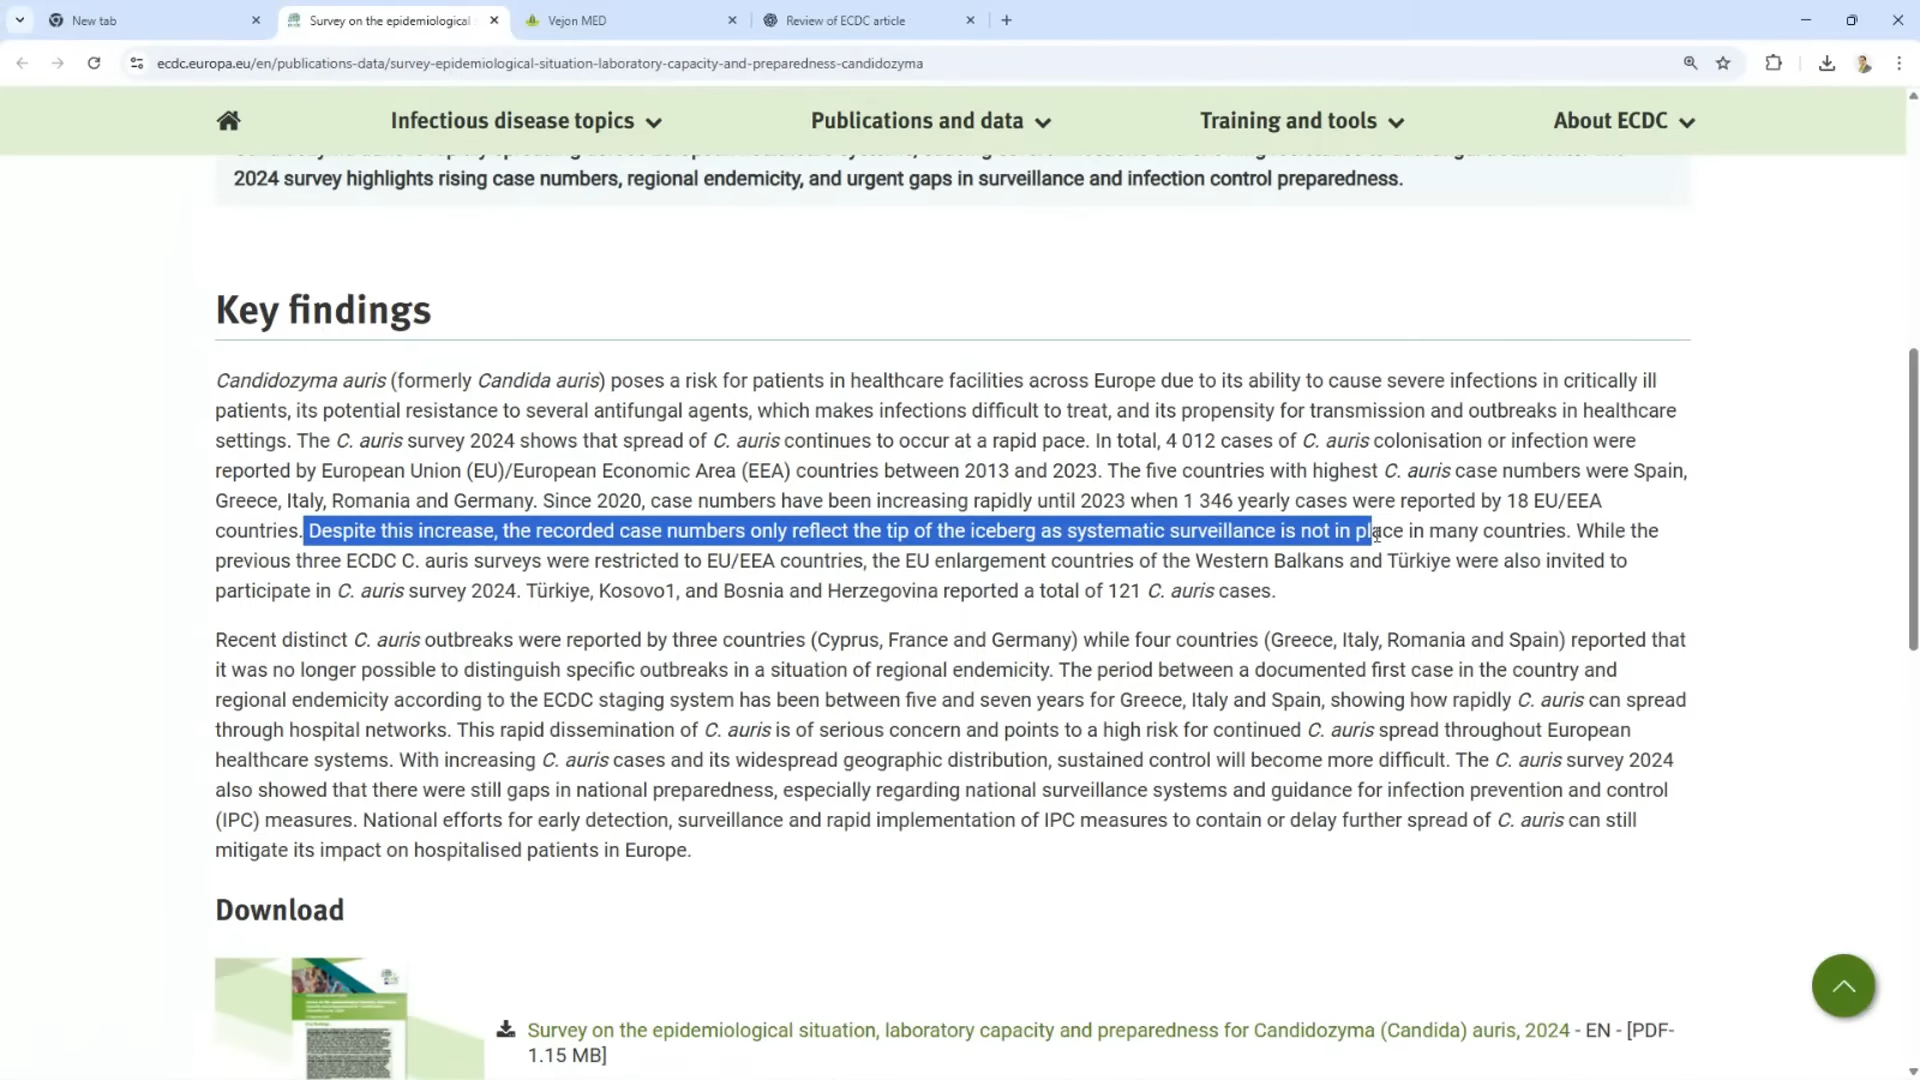 New tab
Survey on the epidemiological
Vejon MED
Review of ECDC article
ecdc.europa.eu/en/publications-data/survey-epidemiological-situation-laboratory-capacity-and-preparedness-candidozyma
Infectious disease topics
Publications and data
Training and tools
About ECDC
2024 survey highlights rising case numbers, regional endemicity, and urgent gaps in surveillance and infection control preparedness.
Key findings
Candidozyma auris (formerly Candida auris) poses a risk for patients in healthcare facilities across Europe due to its ability to cause severe infections in critically ill
patients, its potential resistance to several antifungal agents, which makes infections difficult to treat, and its propensity for transmission and outbreaks in healthcare
settings. The C. auris survey 2024 shows that spread of C. auris continues to occur at a rapid pace. In total, 4 012 cases of C. auris colonisation or infection were
reported by European Union (EU)/European Economic Area (EEA) countries between 2013 and 2023. The five countries with highest C. auris case numbers were Spain,
Greece, Italy, Romania and Germany. Since 2020, case numbers have been increasing rapidly until 2023 when 1 346 yearly cases were reported by 18 EU/EEA
countries. Despite this increase, the recorded case numbers only reflect the tip of the iceberg as systematic surveillance is not in place in many countries. While the
previous three ECDC C. auris surveys were restricted to EU/EEA countries, the EU enlargement countries of the Western Balkans and Türkiye were also invited to
participate in C. auris survey 2024. Türkiye, Kosovo1, and Bosnia and Herzegovina reported a total of 121 C. auris cases.
Recent distinct C. auris outbreaks were reported by three countries (Cyprus, France and Germany) while four countries (Greece, Italy, Romania and Spain) reported that
it was no longer possible to distinguish specific outbreaks in a situation of regional endemicity. The period between a documented first case in the country and
regional endemicity according to the ECDC staging system has been between five and seven years for Greece, Italy and Spain, showing how rapidly C. auris can spread
through hospital networks. This rapid dissemination of C. auris is of serious concern and points to a high risk for continued C. auris spread throughout European
healthcare systems. With increasing C. auris cases and its widespread geographic distribution, sustained control will become more difficult. The C. auris survey 2024
also showed that there were still gaps in national preparedness, especially regarding national surveillance systems and guidance for infection prevention and control
(IPC) measures. National efforts for early detection, surveillance and rapid implementation of IPC measures to contain or delay further spread of C. auris can still
mitigate its impact on hospitalised patients in Europe.
Download
Survey on the epidemiological situation, laboratory capacity and preparedness for Candidozyma (Candida) auris, 2024 - EN - [PDF-
1.15 MB]